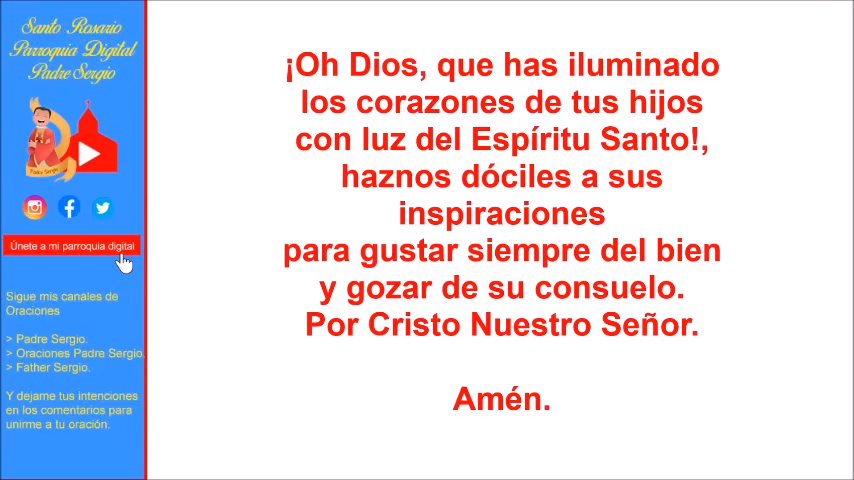 Santo Rosario
Parroquia Digital
Padre Sergio
Padre Sergio
Únete a mi parroquia digital
Sigue mis canales de
Oraciones
> Padre Sergio.
> Oraciones Padre Sergio.
> Father Sergio.
Y dejame tus intenciones
en los comentarios para
unirme a tu oración.
¡Oh Dios, que has iluminado
los corazones de tus hijos
con luz del Espíritu Santo!,
haznos dóciles a sus
inspiraciones
para gustar siempre del bien
y gozar de su consuelo.
Por Cristo Nuestro Señor.
Amén.